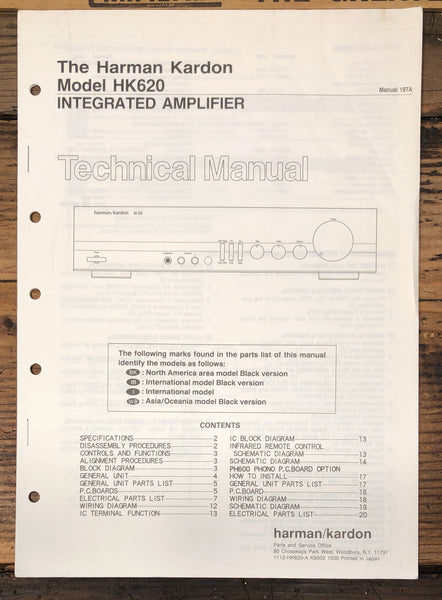 The Harman Kardon
Model HK620
INTEGRATED AMPLIFIER
Manual 197A
Technical Manual
harman/kardon
The following marks found in the parts list of this manual
identify the models as follows.
BK : North America area model Black version
IB : International model Black version
I : International model
: Asia/Oceania model Black version
CONTENTS
SPECIFICATIONS 2
DISASSEMBLY PROCEDURES 2
CONTROLS AND FUNCTIONS 3
ALIGNMENT PROCEDURES 3
BLOCK DIAGRAM 3
GENERAL UNIT 4
GENERAL UNIT PARTS LIST 5
P.C.BOARDS 5
ELECTRICAL PARTS LIST 7
WIRING DIAGRAM 12
IC TERMINAL FUNCTION 13
IC BLOCK DIAGRAM 13
INFRARED REMOTE CONTROL
SCHEMATIC DIAGRAM 13
SCHEMATIC DIAGRAM 14
PH600 PHONO P.C.BOARD OPTION
HOW TO INSTALL 17
GENERAL UNIT PARTS LIST 17
P.C.BOARD 18
WIRING DIAGRAM 18
SCHEMATIC DIAGRAM 19
ELECTRICAL PARTS LIST 20
harman/kardon
Parts and Service Office
80 Crossways Park West, Woodbury, N.Y. 11797
1112-HK620-A K9502 1500 Printed in Japan